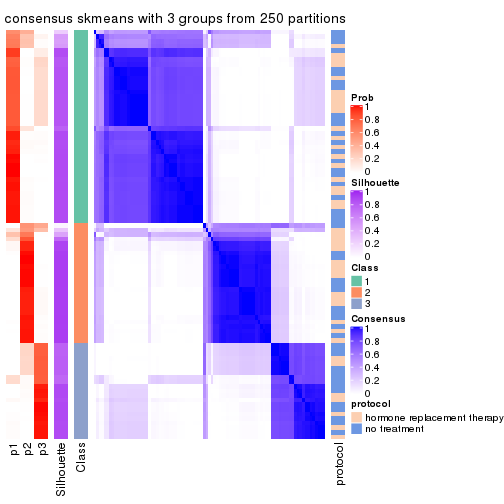 consensus skmeans with 3 groups from 250 partitions
Prob
1
0.8
0.6
0.4
0.2
0
Silhouette
1
0.8
0.6
0.4
0.2
0
Class
1
2
3
Consensus
1
0.8
0.6
0.4
0.2
0
protocol
hormone replacement therapy
no treatment
p1
p2
p3
Silhouette
Class
protocol